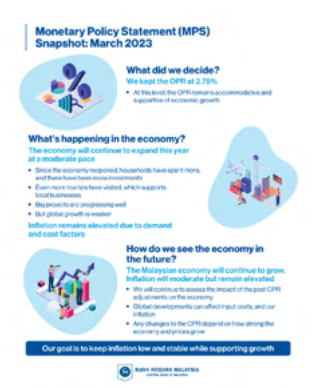 Monetary Policy Statement (MPS)
Snapshot: March 2023
What did we decide?
We kept the OPR at 2.75%
• At this level, the OPR remains accommodative and
supportive of economic growth
What's happening in the economy?
The economy will continue to expand this year
at a moderate pace
• Since the economy reopened, households have spent more,
and there have been more investments
• Even more tourists have visited, which supports
local businesses
• Big projects are progressing well
• But global growth is weaker
Inflation remains elevated due to demand
and cost factors
How do we see the economy in
the future?
The Malaysian economy will continue to grow.
Inflation will moderate but remain elevated
• We will continue to assess the impact of the past OPR
adjustments on the economy
• Global developments can affect input costs, and our
inflation
• Any changes to the OPR depend on how strong the
economy and prices grow
Our goal is to keep inflation low and stable while supporting growth
BANK NEGARA MALAYSIA
CENTRAL BANK OF MALAYSIA